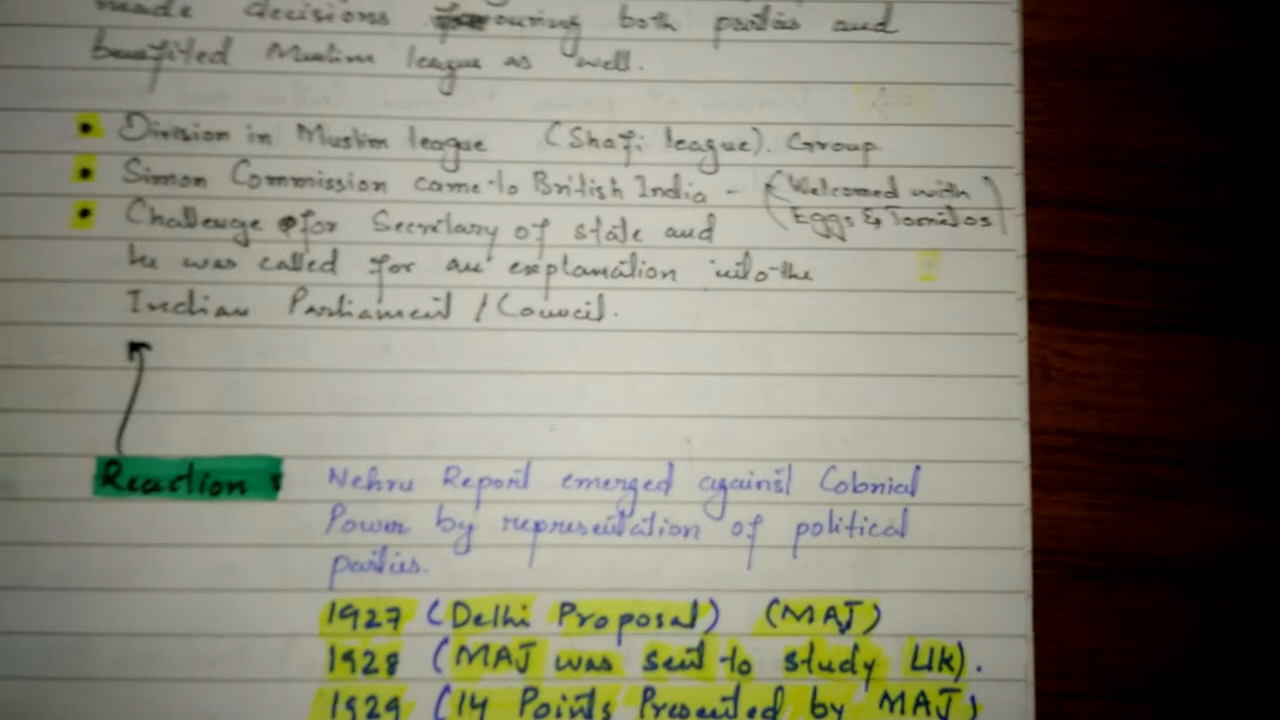 made decisions favouring both parties and
benefited Muslim league as well.
• Division in Muslim league (Shafi league). Group
• Simon Commission came to British India - (Welcomed with
Eggs & Tomatos)
• Challenge for Secretary of state and
he was called for an explanation into the
Indian Parliament / Council.
Reaction : Nehru Report emerged against Colonial
Power by representation of political
parties.
1927 (Delhi Proposal) (MAJ)
1928 (MAJ was sent to study UK).
1929 (14 Points Presented by MAJ)